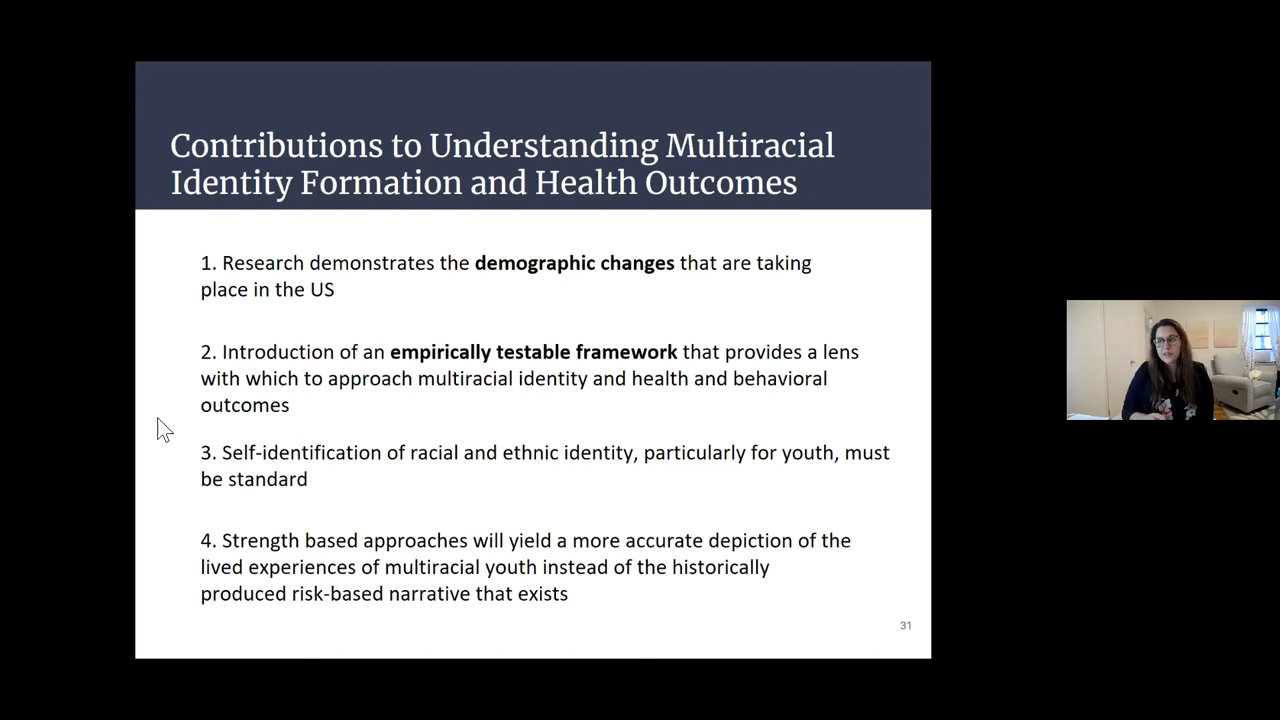 Contributions to Understanding Multiracial
Identity Formation and Health Outcomes
1. Research demonstrates the demographic changes that are taking
place in the US
2. Introduction of an empirically testable framework that provides a lens
with which to approach multiracial identity and health and behavioral
outcomes
3. Self-identification of racial and ethnic identity, particularly for youth, must
be standard
4. Strength based approaches will yield a more accurate depiction of the
lived experiences of multiracial youth instead of the historically
produced risk-based narrative that exists
31